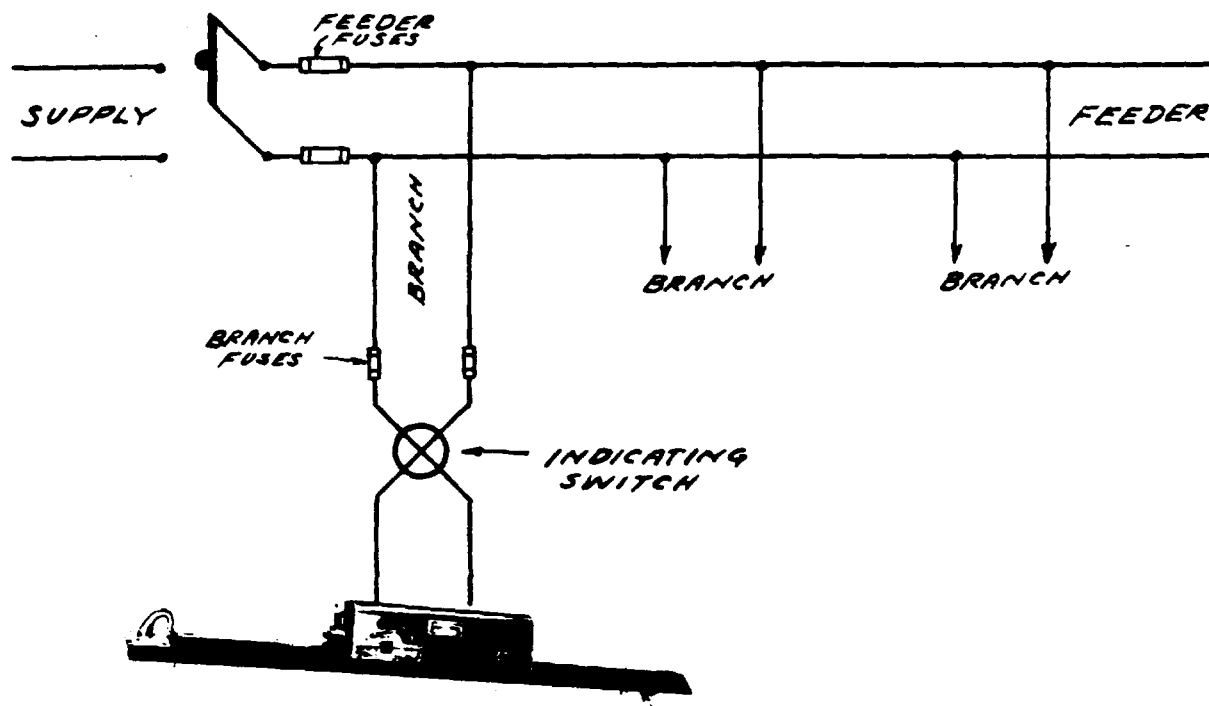 FEEDER
FUSES
SUPPLY
FEEDER
BRANCH
BRANCH
BRANCH
BRANCH
FUSES
INDICATING
SWITCH